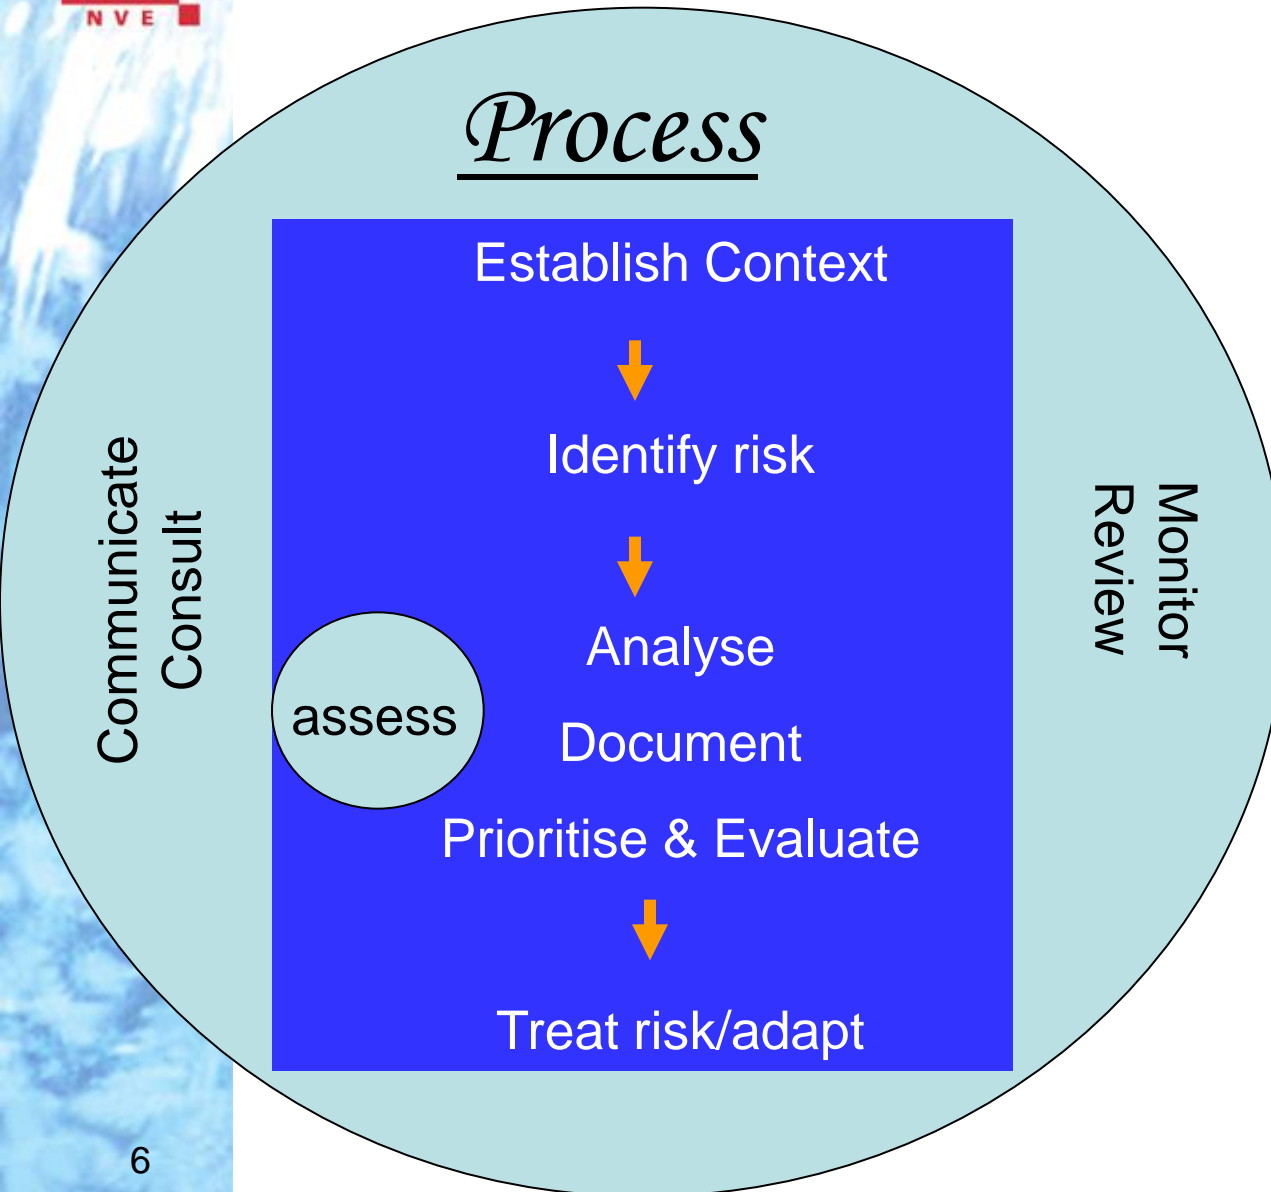 NVE
Process
Establish Context
Identify risk
Analyse
Document
Prioritise & Evaluate
Treat risk/adapt
assess
Communicate
Consult
Monitor
Review
6